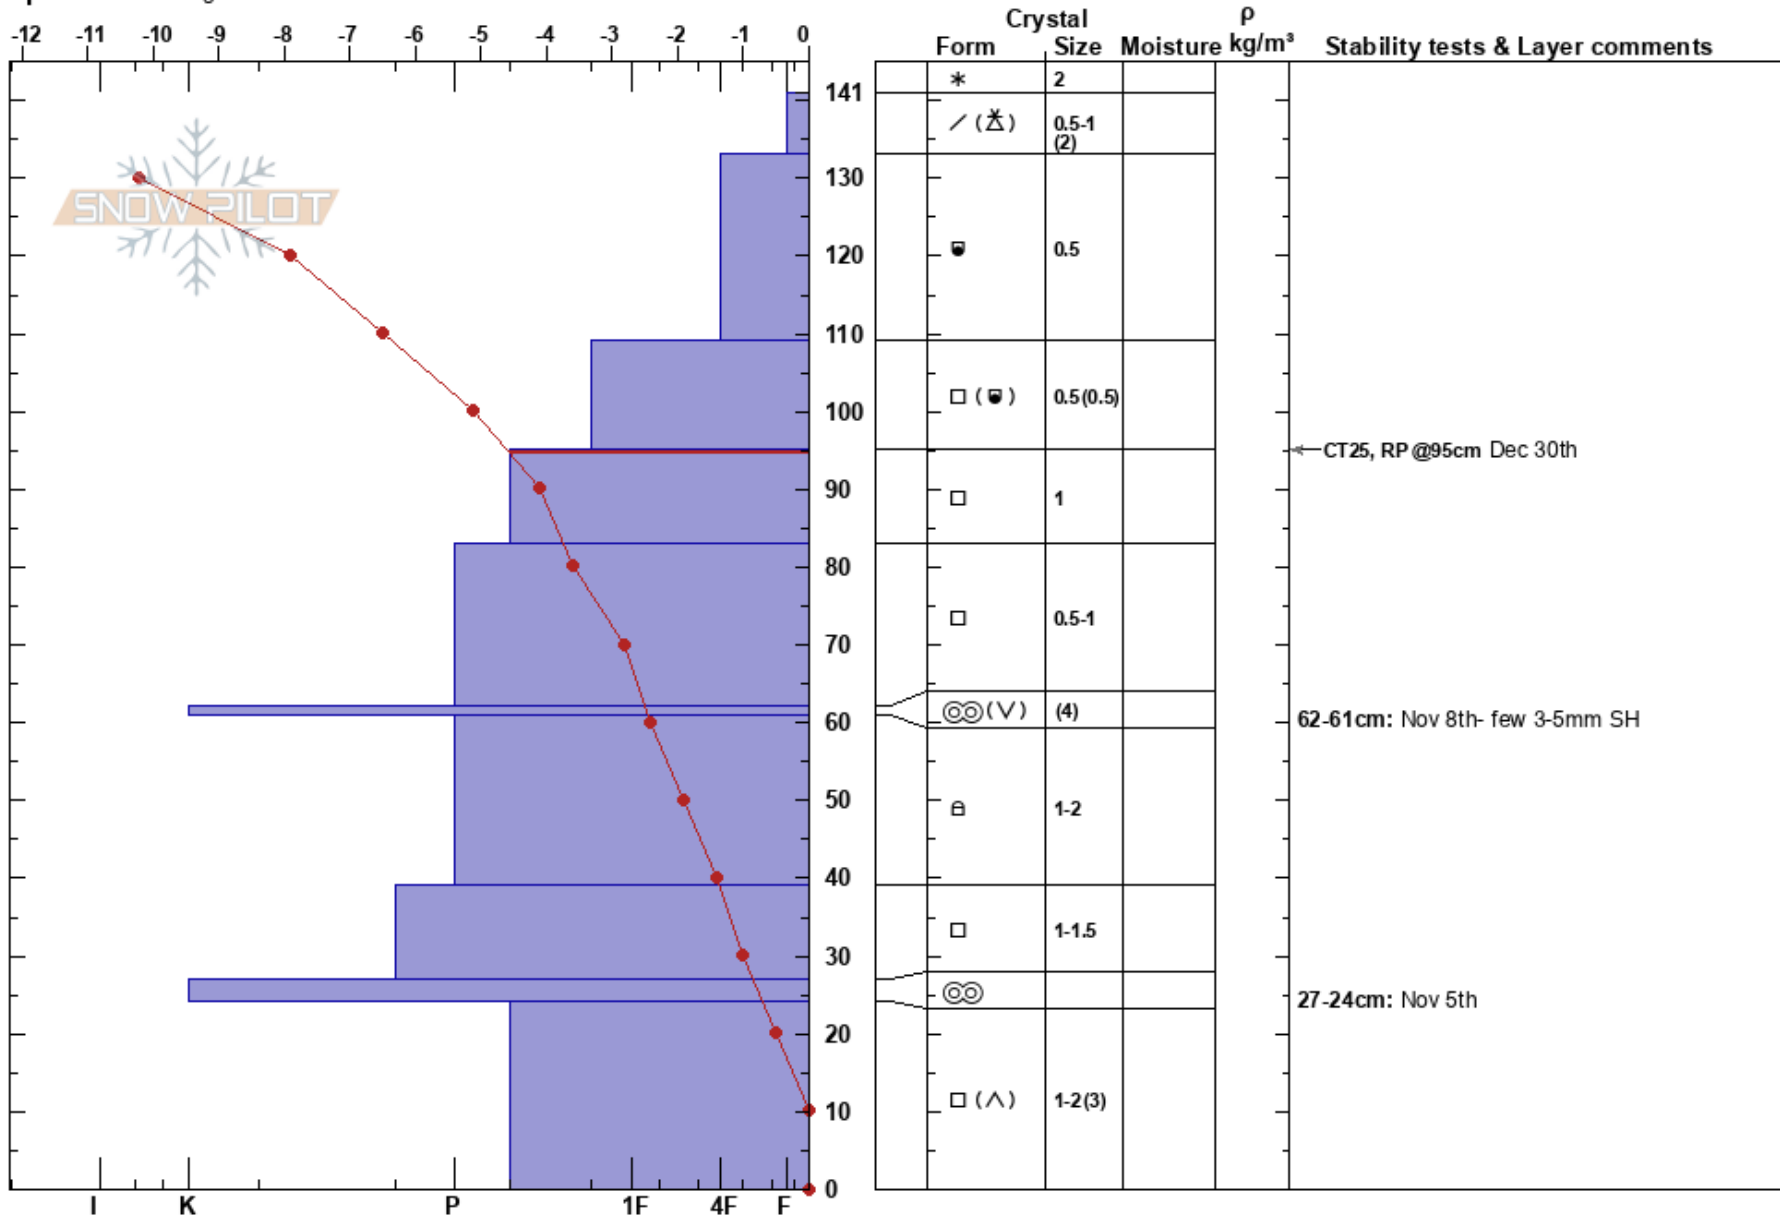 -12 -11 -10 -9 -8 -7 -6 -5 -4 -3 -2 -1 0
Crystal
Form Size Moisture ρ kg/m³ Stability tests & Layer comments
SNOW PILOT
141
130
120
110
100
90
80
70
60
50
40
30
20
10
0
I K P 1F 4F F
* 2
/ ( ) 0.5-1
(2)
0.5
□ ( ) 0.5(0.5)
CT25, RP @95cm Dec 30th
□ 1
□ 0.5-1
(∨) (4)
62-61cm: Nov 8th- few 3-5mm SH
1-2
□ 1-1.5
27-24cm: Nov 5th
□ (∧) 1-2(3)